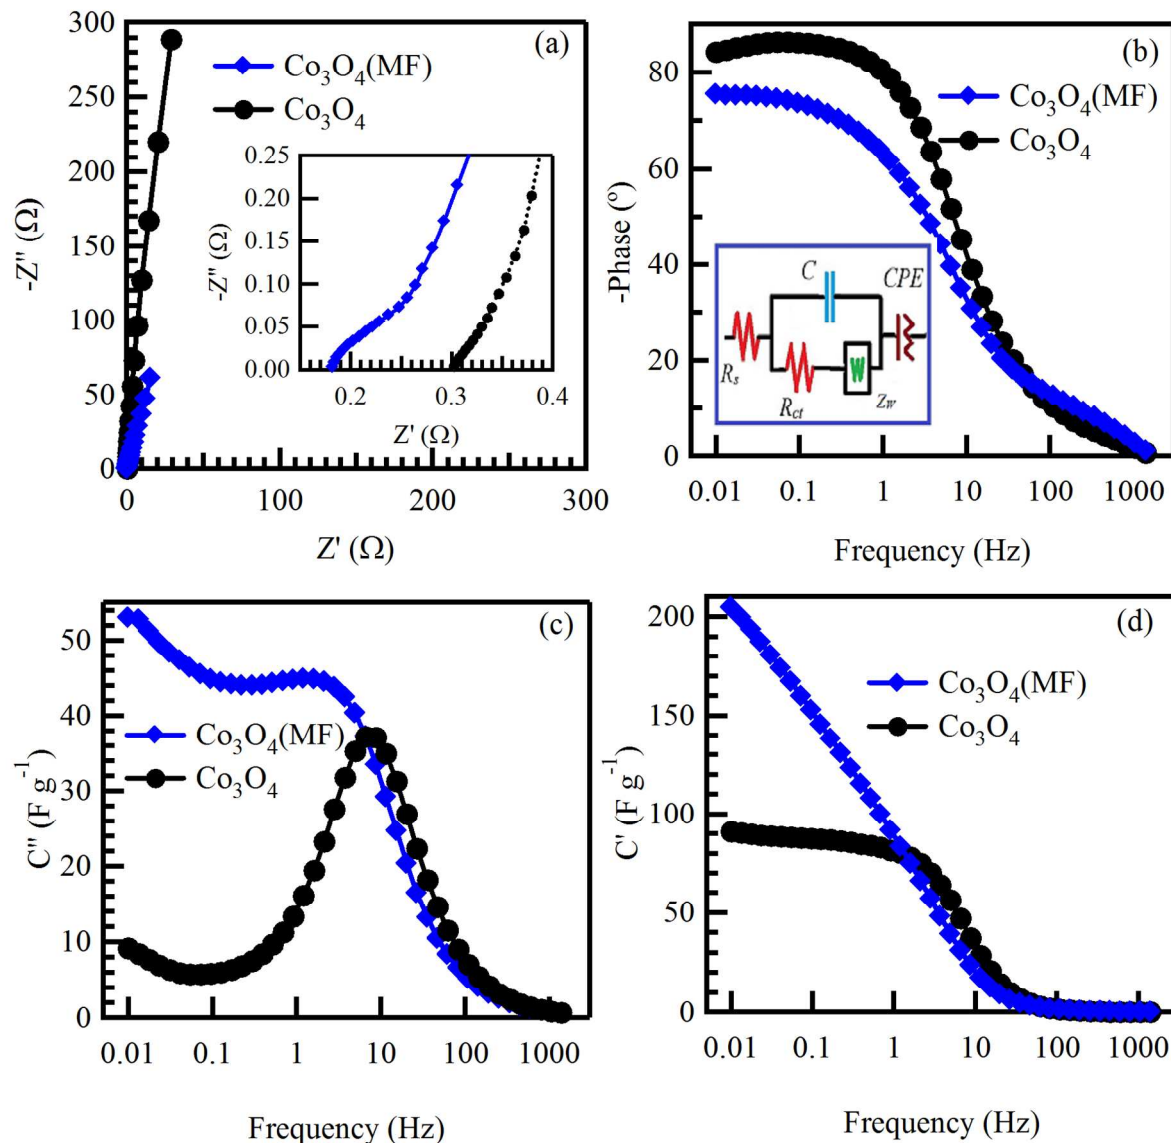 (a)
Co₃O₄(MF)
Co₃O₄
-Z'' (Ω)
300
250
200
150
100
50
0
0
100
200
300
Z' (Ω)
-Z'' (Ω)
0.25
0.20
0.15
0.10
0.05
0.00
0.2
0.3
0.4
Z' (Ω)
(b)
Co₃O₄(MF)
Co₃O₄
-Phase (º)
80
60
40
20
0
C
CPE
Rs
Rct
Zw
W
0.01
0.1
1
10
100
1000
Frequency (Hz)
(c)
Co₃O₄(MF)
Co₃O₄
C'' (F g⁻¹)
50
40
30
20
10
0
0.01
0.1
1
10
100
1000
Frequency (Hz)
(d)
Co₃O₄(MF)
Co₃O₄
C' (F g⁻¹)
200
150
100
50
0
0.01
0.1
1
10
100
1000
Frequency (Hz)